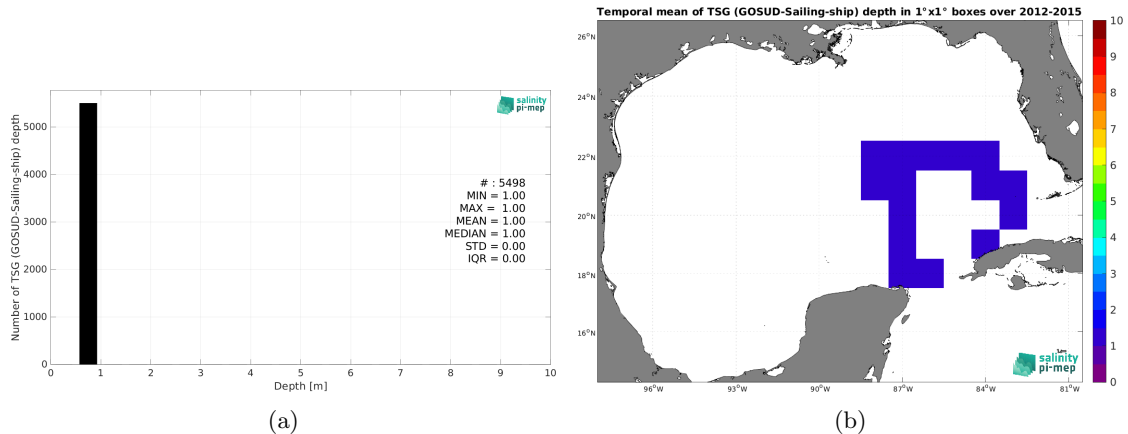 Number of TSG (GOSUD-Sailing-ship) depth
5000
4000
3000
2000
1000
0
0 1 2 3 4 5 6 7 8 9 10
Depth [m]
salinity
pi-mep
# : 5498
MIN = 1.00
MAX = 1.00
MEAN = 1.00
MEDIAN = 1.00
STD = 0.00
IQR = 0.00
(a)
Temporal mean of TSG (GOSUD-Sailing-ship) depth in 1°x1° boxes over 2012-2015
26°N
24°N
22°N
20°N
18°N
16°N
96°W 93°W 90°W 87°W 84°W 81°W
salinity
pi-mep
10
9
8
7
6
5
4
3
2
1
0
(b)